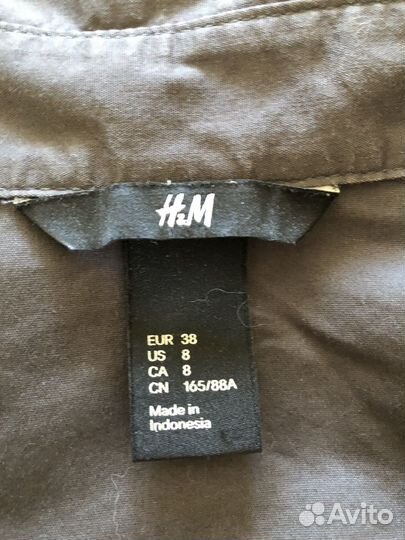 H&M
EUR 38
US 8
CA 8
CN 165/88A
Made in
Indonesia
Avito